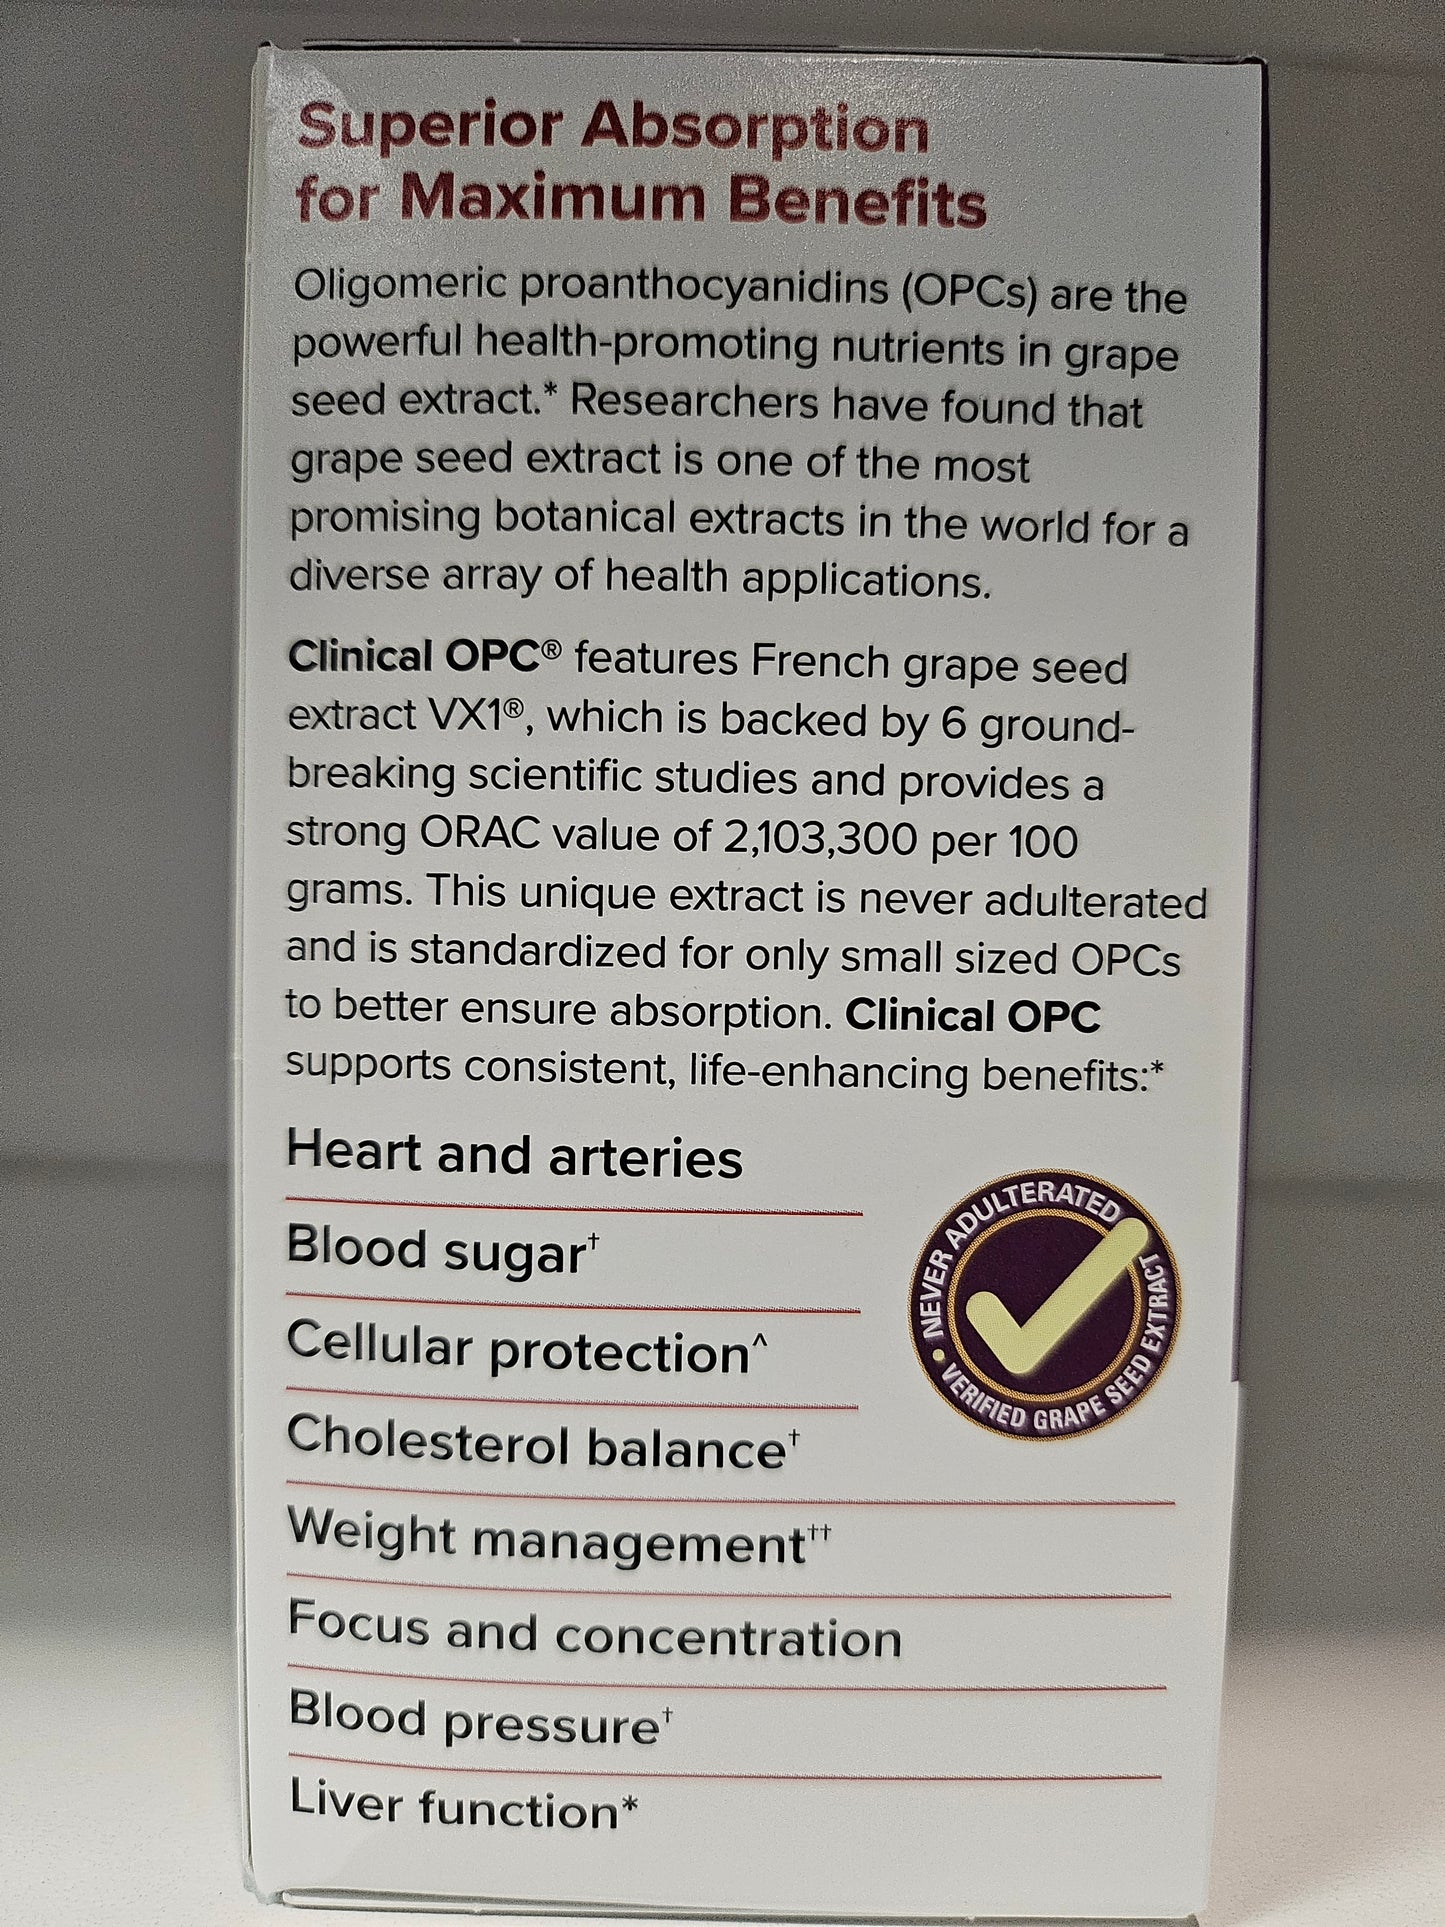 Superior Absorption
for Maximum Benefits
Oligomeric proanthocyanidins (OPCs) are the
powerful health-promoting nutrients in grape
seed extract.* Researchers have found that
grape seed extract is one of the most
promising botanical extracts in the world for a
diverse array of health applications.
Clinical OPC® features French grape seed
extract VX1®, which is backed by 6 ground-
breaking scientific studies and provides a
strong ORAC value of 2,103,300 per 100
grams. This unique extract is never adulterated
and is standardized for only small sized OPCs
to better ensure absorption. Clinical OPC
supports consistent, life-enhancing benefits:*
Heart and arteries
Blood sugar†
Cellular protection^
Cholesterol balance†
Weight management††
Focus and concentration
Blood pressure†
Liver function*
NEVER ADULTERATED
• VERIFIED GRAPE SEED EXTRACT